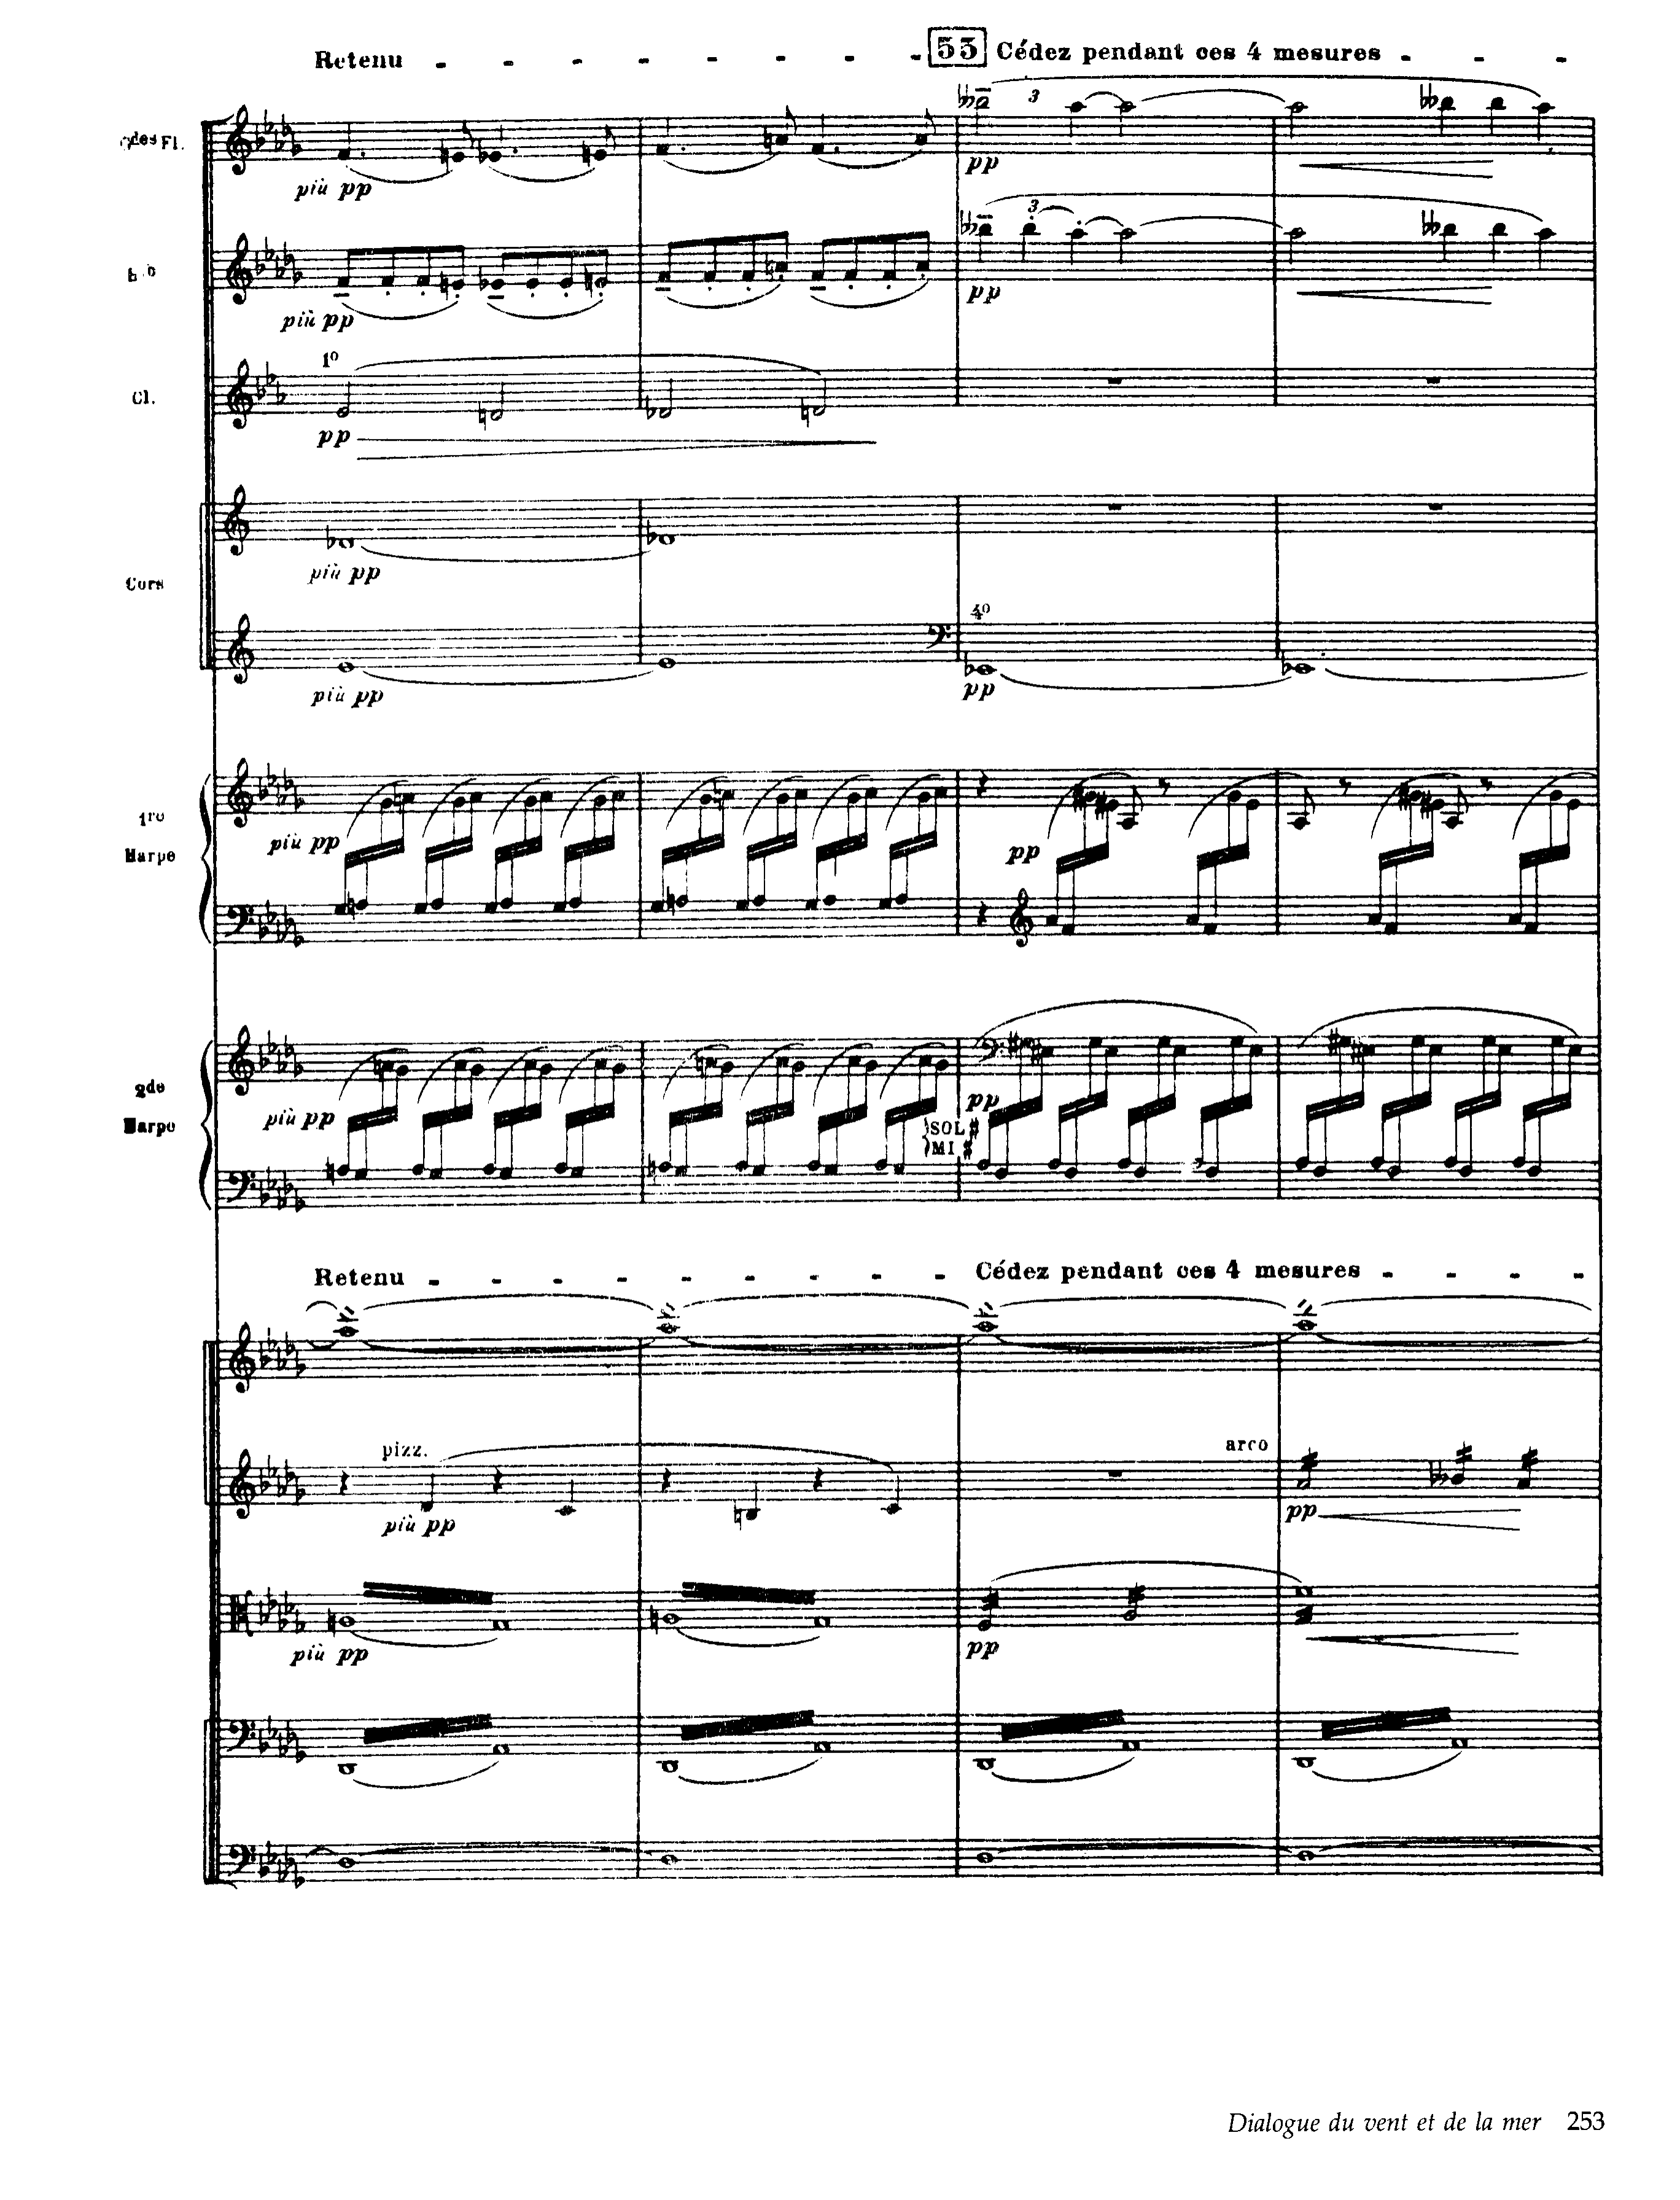 Retenu
53 Cédez pendant ces 4 mesures
3
gdes Fl.
pp
più pp
3
pp
più pp
1º
Cl.
pp
più pp
Cors
4º
più pp
pp
1re
più pp
pp
Harpe
2de
più pp
pp
Harpe
SOL #
MI #
Retenu
Cédez pendant ces 4 mesures
pizz.
arco
più pp
pp
più pp
pp
Dialogue du vent et de la mer 253